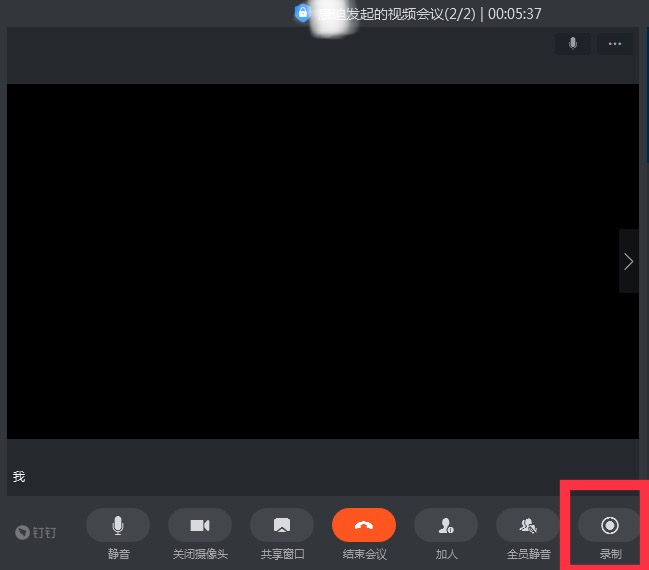 迪发起的视频会议(2/2) | 00:05:37
我
钉钉
静音
关闭摄像头
共享窗口
结束会议
加人
全员静音
录制